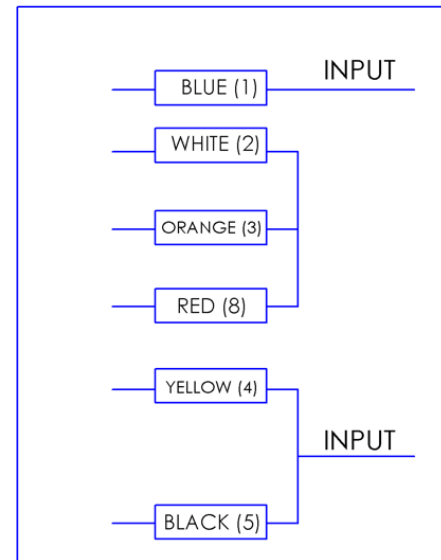 INPUT
BLUE (1)
WHITE (2)
ORANGE (3)
RED (8)
YELLOW (4)
INPUT
BLACK (5)